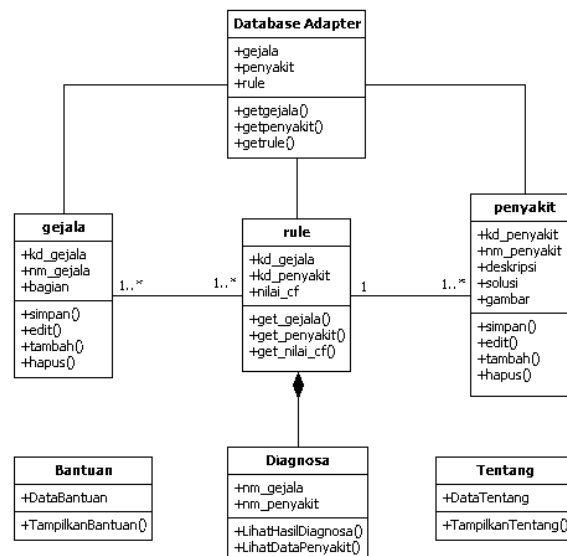 Database Adapter
+gejala
+penyakit
+rule
+getgejala()
+getpenyakit()
+getrule()
gejala
+kd_gejala
+nm_gejala
+bagian
+simpan()
+edit()
+tambah()
+hapus()
1..*
1..*
rule
+kd_gejala
+kd_penyakit
+nilai_cf
+get_gejala()
+get_penyakit()
+get_nilai_cf()
1
1..*
penyakit
+kd_penyakit
+nm_penyakit
+deskripsi
+solusi
+gambar
+simpan()
+edit()
+tambah()
+hapus()
Bantuan
+DataBantuan
+TampilkanBantuan()
Diagnosa
+nm_gejala
+nm_penyakit
+LihatHasilDiagnosa()
+LihatDataPenyakit()
Tentang
+DataTentang
+TampilkanTentang()